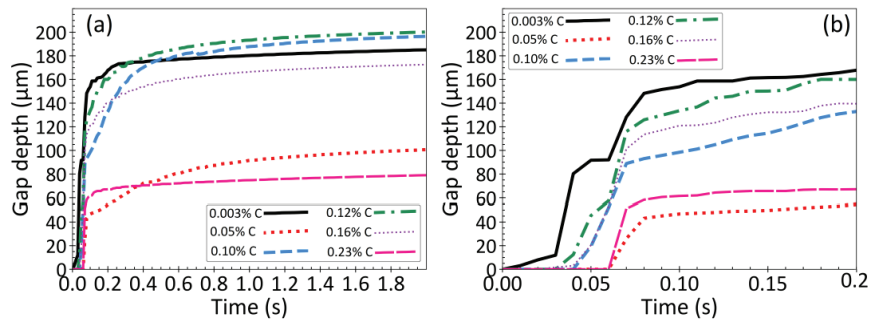 (a)
Gap depth (μm)
200
180
160
140
120
100
80
60
40
20
0
0.0 0.2 0.4 0.6 0.8 1.0 1.2 1.4 1.6 1.8
Time (s)
0.003% C 0.12% C
0.05% C 0.16% C
0.10% C 0.23% C
(b)
0.003% C 0.12% C
0.05% C 0.16% C
0.10% C 0.23% C
Gap depth (μm)
200
180
160
140
120
100
80
60
40
20
0
0.00 0.05 0.10 0.15 0.2
Time (s)